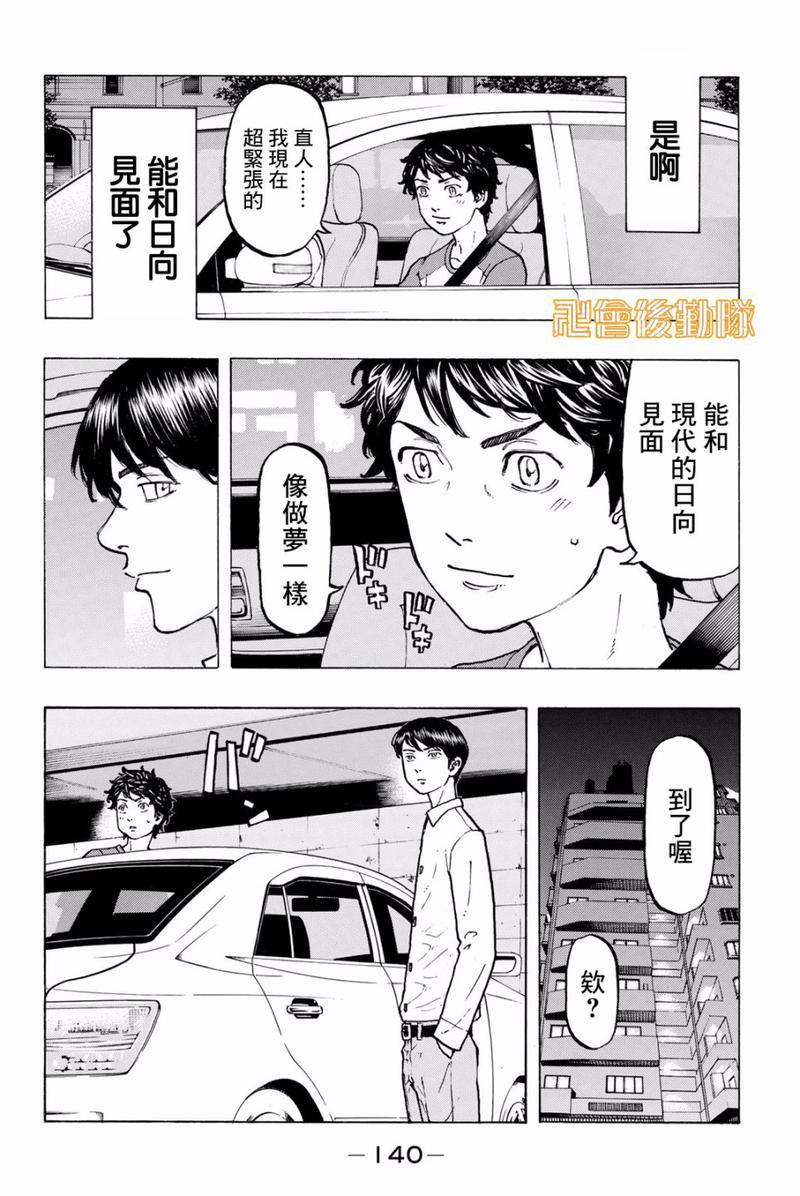 是啊
直人……
我現在
超緊張的
能和日向
見面了
卍會後勤隊
能和
現代的日向
見面
像做夢一樣
ドキ
ドキ
到了喔
欸？
—140—